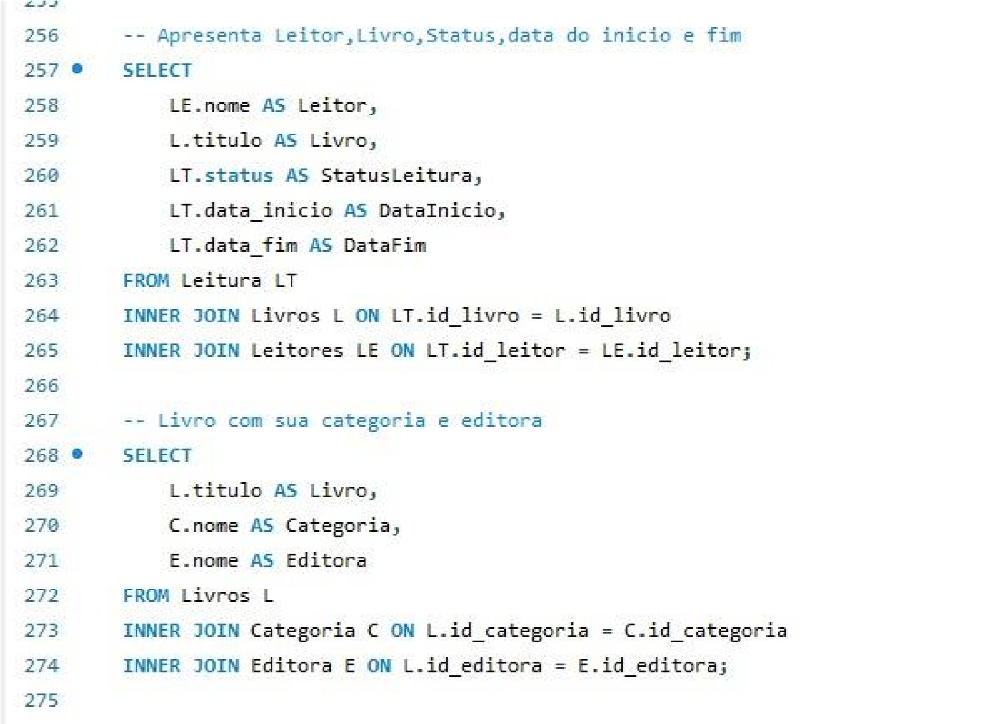 255
256 -- Apresenta Leitor,Livro,Status,data do inicio e fim
257 SELECT
258 LE.nome AS Leitor,
259 L.titulo AS Livro,
260 LT.status AS StatusLeitura,
261 LT.data_inicio AS DataInicio,
262 LT.data_fim AS DataFim
263 FROM Leitura LT
264 INNER JOIN Livros L ON LT.id_livro = L.id_livro
265 INNER JOIN Leitores LE ON LT.id_leitor = LE.id_leitor;
266
267 -- Livro com sua categoria e editora
268 SELECT
269 L.titulo AS Livro,
270 C.nome AS Categoria,
271 E.nome AS Editora
272 FROM Livros L
273 INNER JOIN Categoria C ON L.id_categoria = C.id_categoria
274 INNER JOIN Editora E ON L.id_editora = E.id_editora;
275